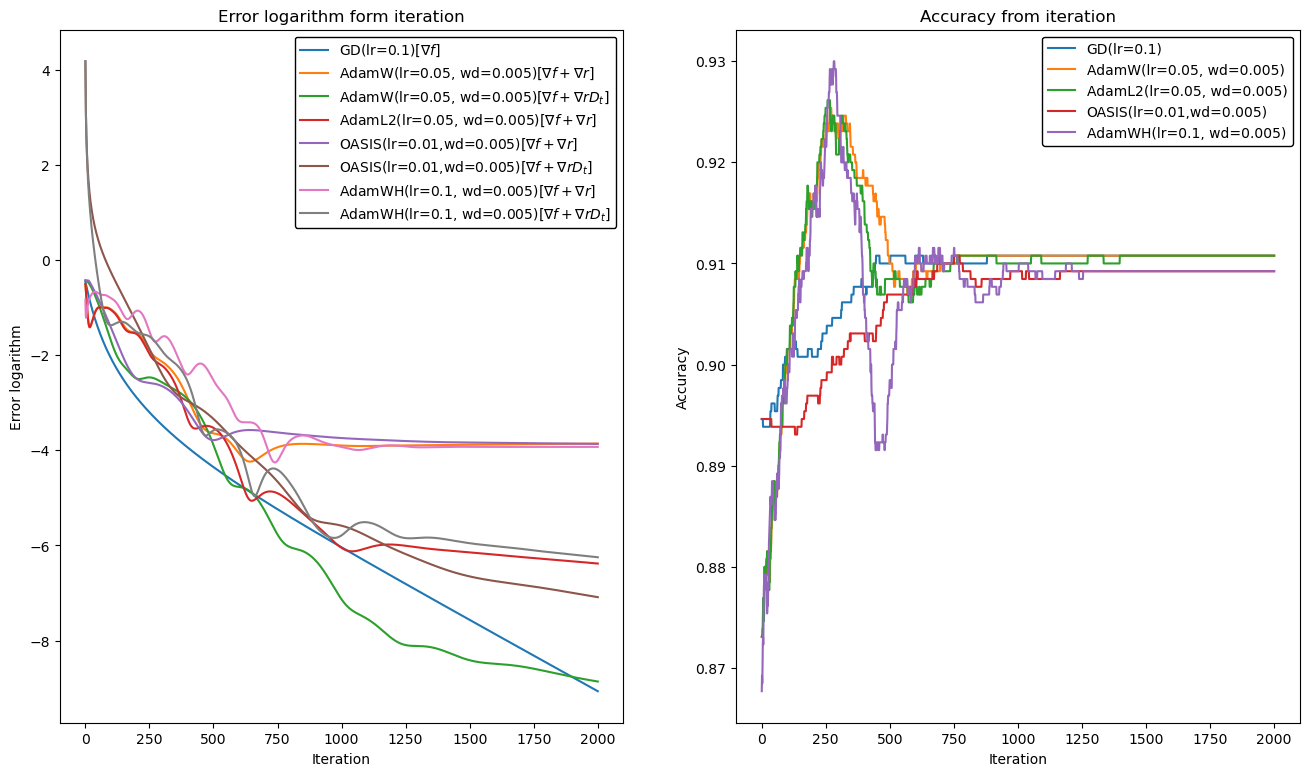 Error logarithm form iteration
GD(lr=0.1)[∇f]
AdamW(lr=0.05, wd=0.005)[∇f + ∇r]
AdamW(lr=0.05, wd=0.005)[∇f + ∇rD_t]
AdamL2(lr=0.05, wd=0.005)[∇f + ∇r]
OASIS(lr=0.01,wd=0.005)[∇f + ∇r]
OASIS(lr=0.01,wd=0.005)[∇f + ∇rD_t]
AdamWH(lr=0.1, wd=0.005)[∇f + ∇r]
AdamWH(lr=0.1, wd=0.005)[∇f + ∇rD_t]
Error logarithm
4
2
0
−2
−4
−6
−8
0 250 500 750 1000 1250 1500 1750 2000
Iteration
Accuracy from iteration
GD(lr=0.1)
AdamW(lr=0.05, wd=0.005)
AdamL2(lr=0.05, wd=0.005)
OASIS(lr=0.01,wd=0.005)
AdamWH(lr=0.1, wd=0.005)
Accuracy
0.93
0.92
0.91
0.90
0.89
0.88
0.87
0 250 500 750 1000 1250 1500 1750 2000
Iteration